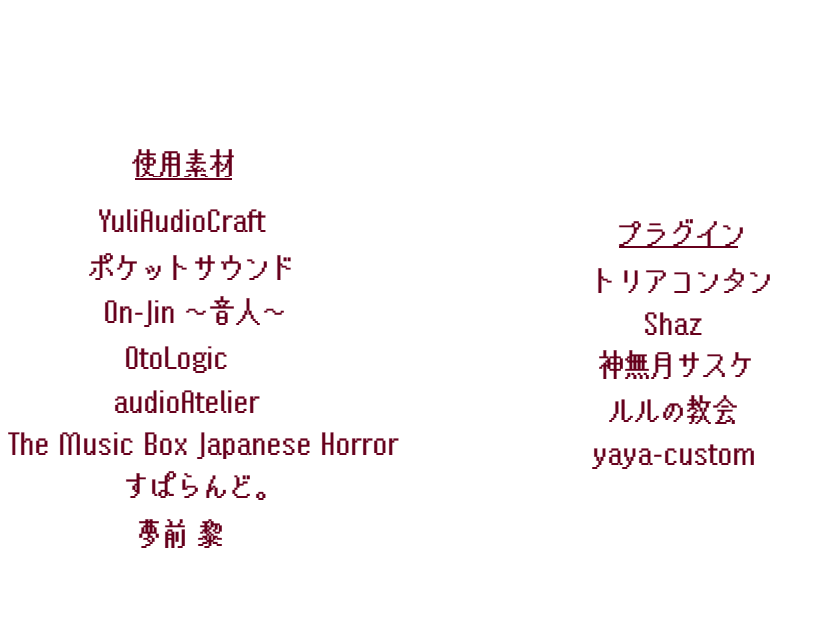 使用素材
YuliAudioCraft
ポケットサウンド
On-Jin ～音人～
OtoLogic
audioAtelier
The Music Box Japanese Horror
すぱらんど。
夢前 黎
プラグイン
トリアコンタン
Shaz
神無月サスケ
ルルの教会
yaya-custom